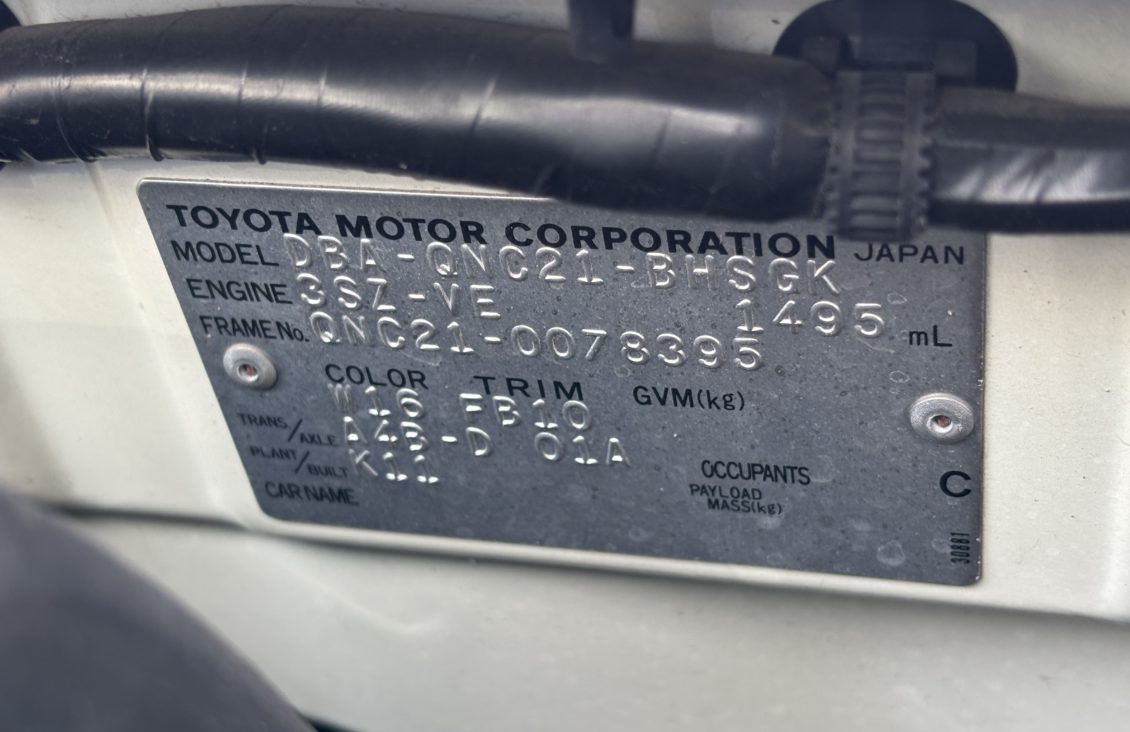 TOYOTA MOTOR CORPORATION JAPAN
MODEL DBA-QNC21-BHSGK
ENGINE 3SZ-VE 1495 mL
FRAME No. QNC21-0078395
COLOR TRIM GVM(kg)
W16 FB10
TRANS/AXLE A4B-D 01A
PLANT/BUILT K11
OCCUPANTS C
CAR NAME
PAYLOAD
MASS(kg)
30881